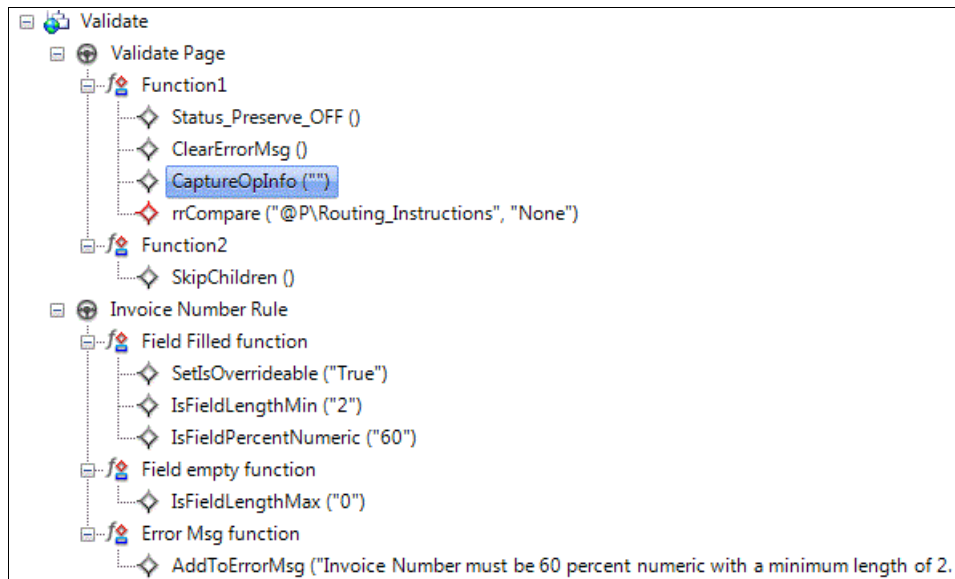 Validate
Validate Page
Function1
Status_Preserve_OFF ()
ClearErrorMsg ()
CaptureOpInfo ("")
rrCompare ("@P\Routing_Instructions", "None")
Function2
SkipChildren ()
Invoice Number Rule
Field Filled function
SetIsOverrideable ("True")
IsFieldLengthMin ("2")
IsFieldPercentNumeric ("60")
Field empty function
IsFieldLengthMax ("0")
Error Msg function
AddToErrorMsg ("Invoice Number must be 60 percent numeric with a minimum length of 2.